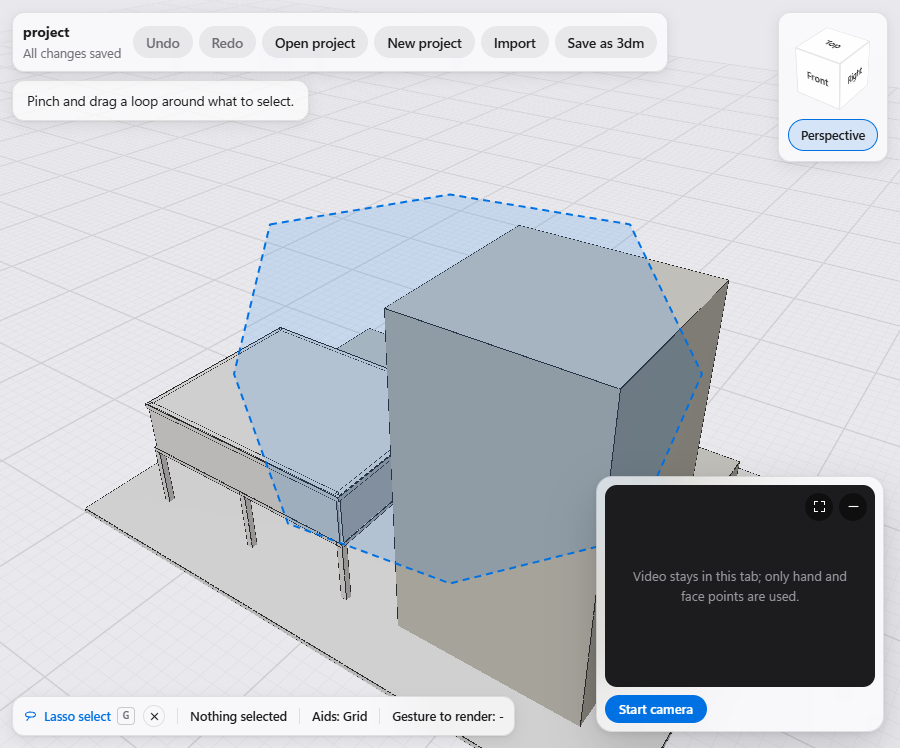 project
All changes saved
Undo
Redo
Open project
New project
Import
Save as 3dm
Pinch and drag a loop around what to select.
Top
Front
Right
Perspective
Video stays in this tab; only hand and
face points are used.
Start camera
Lasso select
G
Nothing selected
Aids: Grid
Gesture to render: -